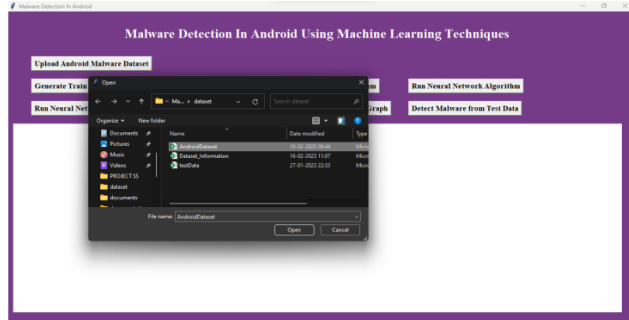 Malware Detection In Android
Malware Detection In Android Using Machine Learning Techniques
Upload Android Malware Dataset
Generate Train
Run Neural Network Algorithm
Run Neural Net
Graph
Detect Malware from Test Data
Open
Ma... › dataset
Search dataset
Organize
New folder
Name
Date modified
Type
Documents
Pictures
Music
Videos
PROJECT SS
dataset
documents
AndroidDataset
Dataset_Information
16-02-2023 11:07
testData
27-01-2023 22:33
File name:
AndroidDataset
Open
Cancel